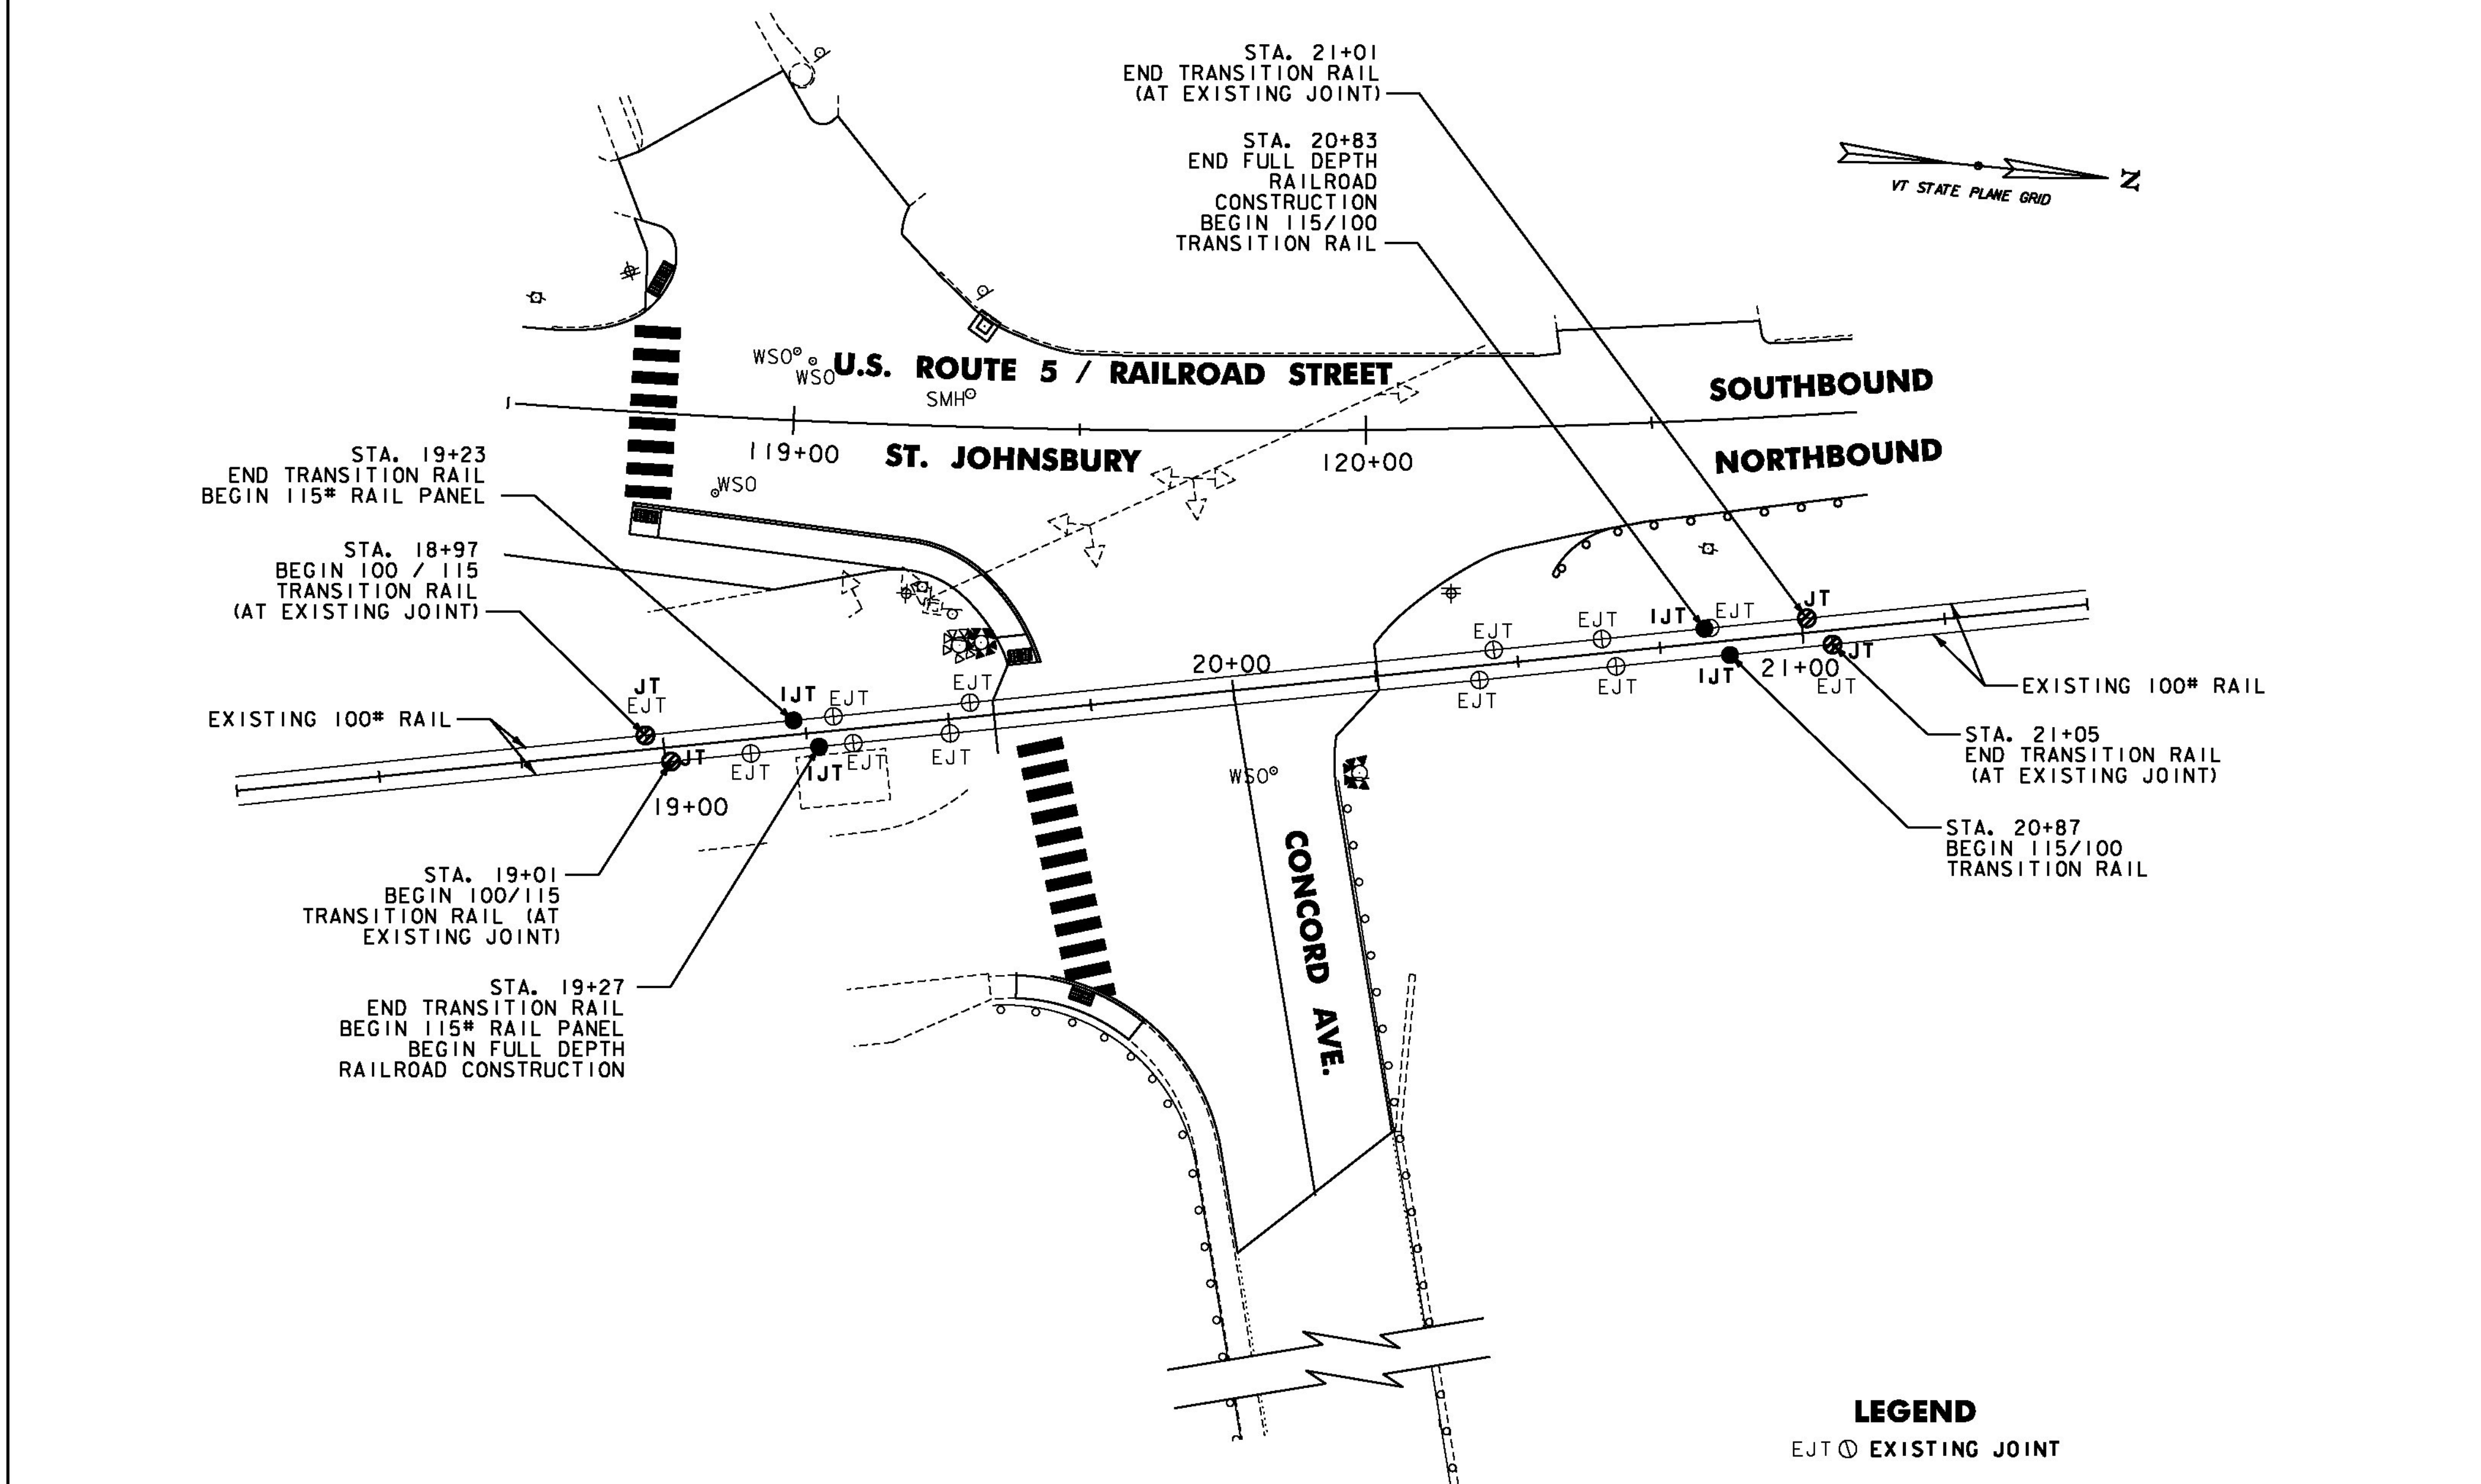 STA. 21+01
END TRANSITION RAIL
(AT EXISTING JOINT)
STA. 20+83
END FULL DEPTH
RAILROAD
CONSTRUCTION
BEGIN 115/100
TRANSITION RAIL
N
VT STATE PLANE GRID
WSO
WSO
U.S. ROUTE 5 / RAILROAD STREET
SMH
SOUTHBOUND
119+00
ST. JOHNSBURY
120+00
NORTHBOUND
WSO
STA. 19+23
END TRANSITION RAIL
BEGIN 115# RAIL PANEL
STA. 18+97
BEGIN 100 / 115
TRANSITION RAIL
(AT EXISTING JOINT)
EXISTING 100# RAIL
JT
EJT
IJT
EJT
EJT
20+00
EJT
EJT
IJT
EJT
JT
JT
EJT
IJT
EJT
EJT
19+00
EJT
EJT
IJT
21+00
JT
EJT
EXISTING 100# RAIL
STA. 21+05
END TRANSITION RAIL
(AT EXISTING JOINT)
STA. 20+87
BEGIN 115/100
TRANSITION RAIL
WSO
CONCORD AVE.
STA. 19+01
BEGIN 100/115
TRANSITION RAIL (AT
EXISTING JOINT)
STA. 19+27
END TRANSITION RAIL
BEGIN 115# RAIL PANEL
BEGIN FULL DEPTH
RAILROAD CONSTRUCTION
LEGEND
EJT EXISTING JOINT